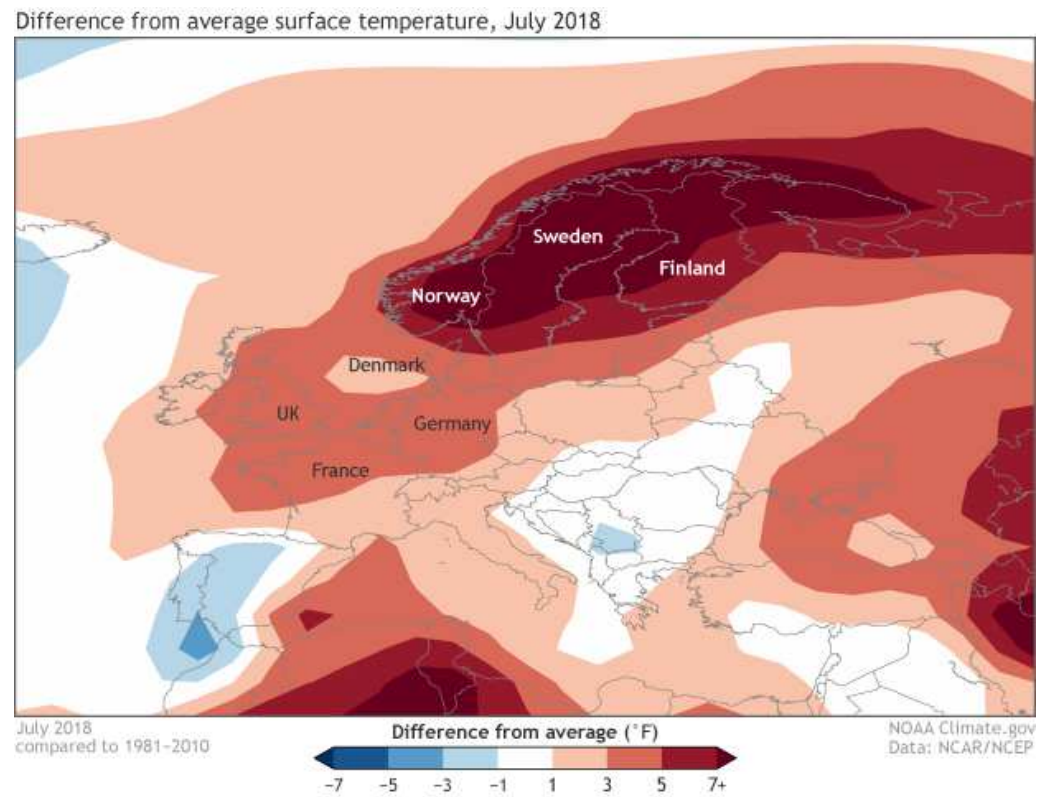 Difference from average surface temperature, July 2018
Sweden
Finland
Norway
Denmark
UK
Germany
France
July 2018
compared to 1981–2010
Difference from average (°F)
−7 −5 −3 −1 1 3 5 7+
NOAA Climate.gov
Data: NCAR/NCEP